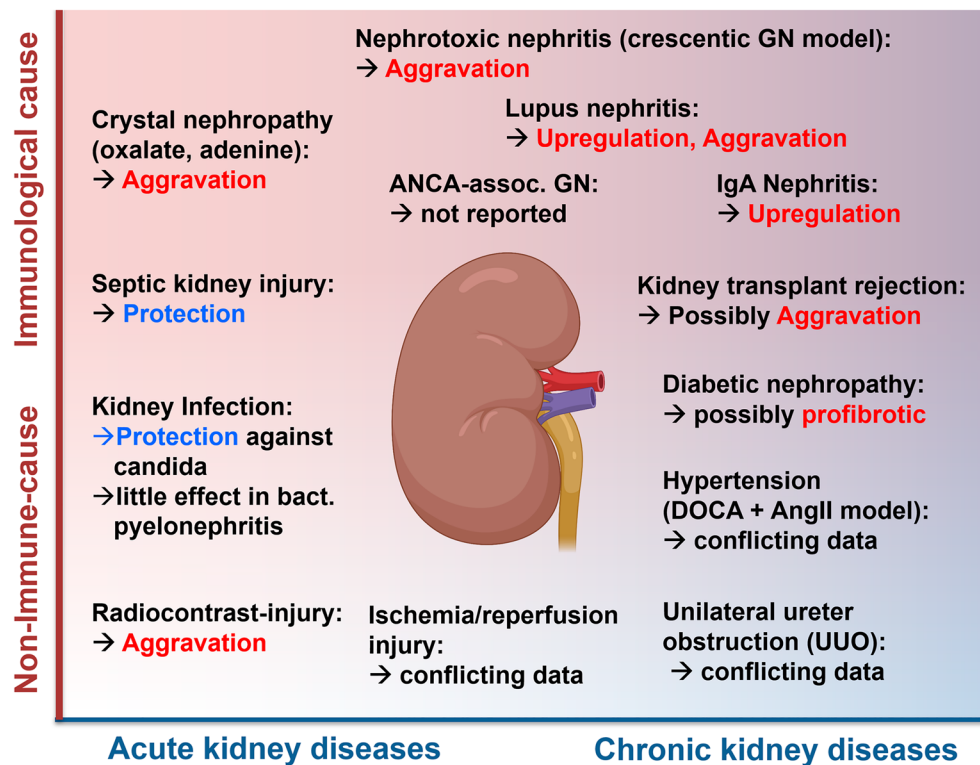 Immunological cause
Non-Immune-cause
Nephrotoxic nephritis (crescentic GN model):
→ Aggravation
Lupus nephritis:
→ Upregulation, Aggravation
Crystal nephropathy
(oxalate, adenine):
→ Aggravation
ANCA-assoc. GN:
→ not reported
IgA Nephritis:
→ Upregulation
Septic kidney injury:
→ Protection
Kidney transplant rejection:
→ Possibly Aggravation
Kidney Infection:
→Protection against
candida
→little effect in bact.
pyelonephritis
Diabetic nephropathy:
→ possibly profibrotic
Hypertension
(DOCA + AngII model):
→ conflicting data
Radiocontrast-injury:
→ Aggravation
Ischemia/reperfusion
injury:
→ conflicting data
Unilateral ureter
obstruction (UUO):
→ conflicting data
Acute kidney diseases
Chronic kidney diseases